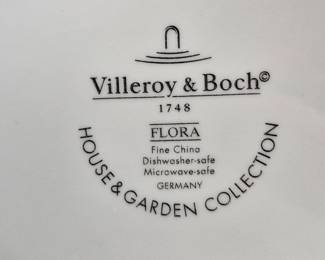 Villeroy & Boch©
1748
FLORA
Fine China
Dishwasher-safe
Microwave-safe
GERMANY
HOUSE & GARDEN COLLECTION